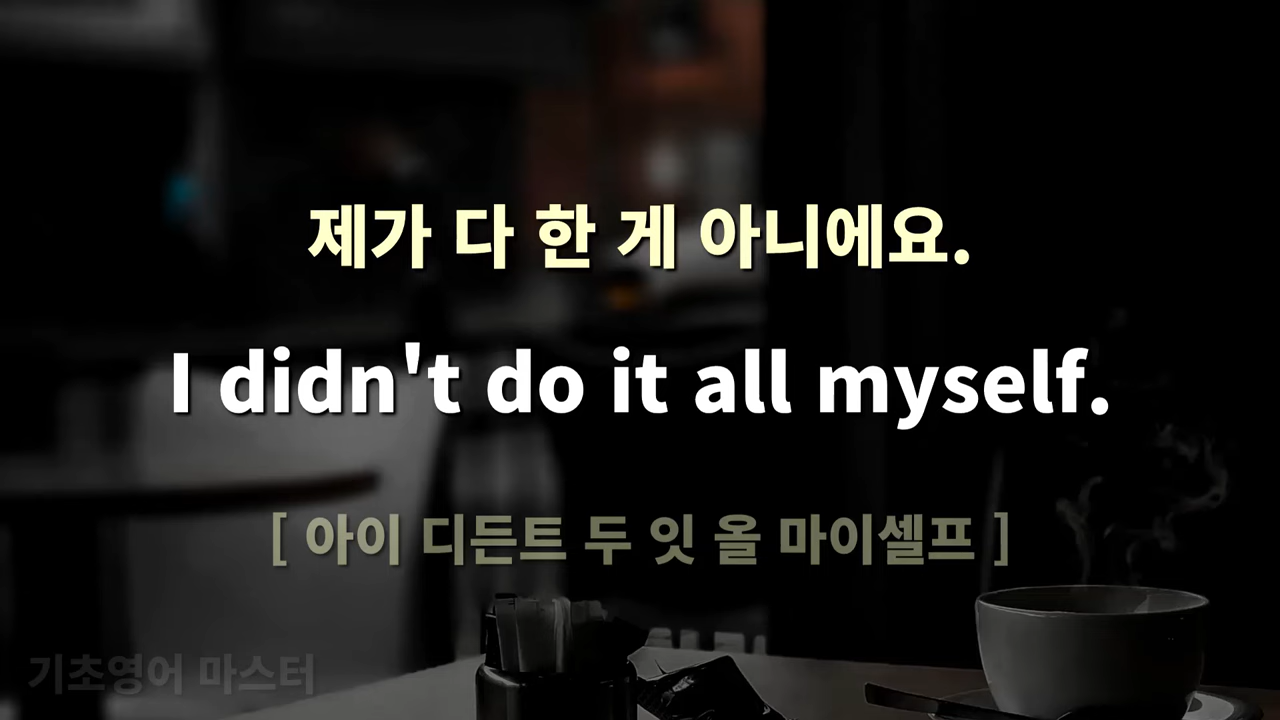 제가 다 한 게 아니에요.
I didn't do it all myself.
[ 아이 디든트 두 잇 올 마이셀프 ]
기초영어 마스터